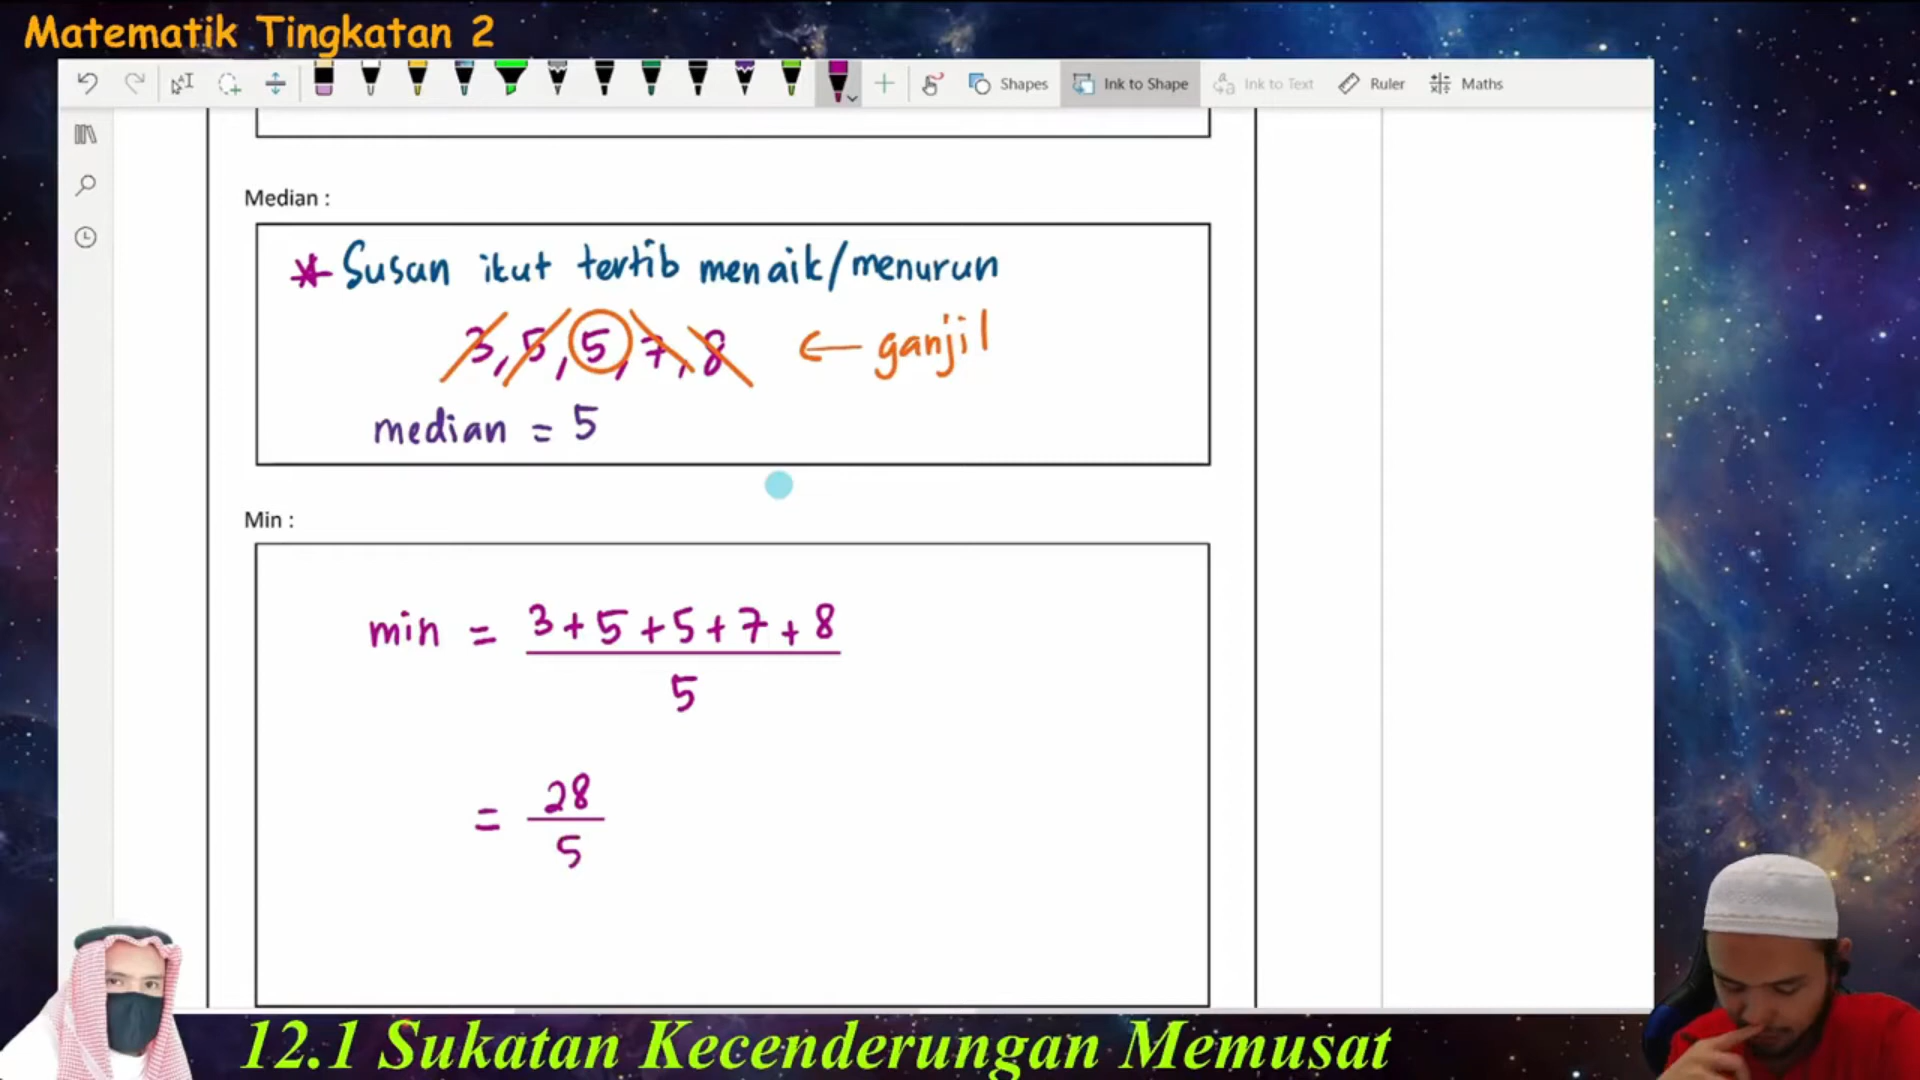 Matematik Tingkatan 2
Shapes
Ink to Shape
Ink to Text
Ruler
Maths
Median :
* Susan ikut tertib menaik/menurun
3, 5, 5, 7, 8 ← ganjil
median = 5
Min :
min = 3+5+5+7+8
5
= 28
5
12.1 Sukatan Kecenderungan Memusat